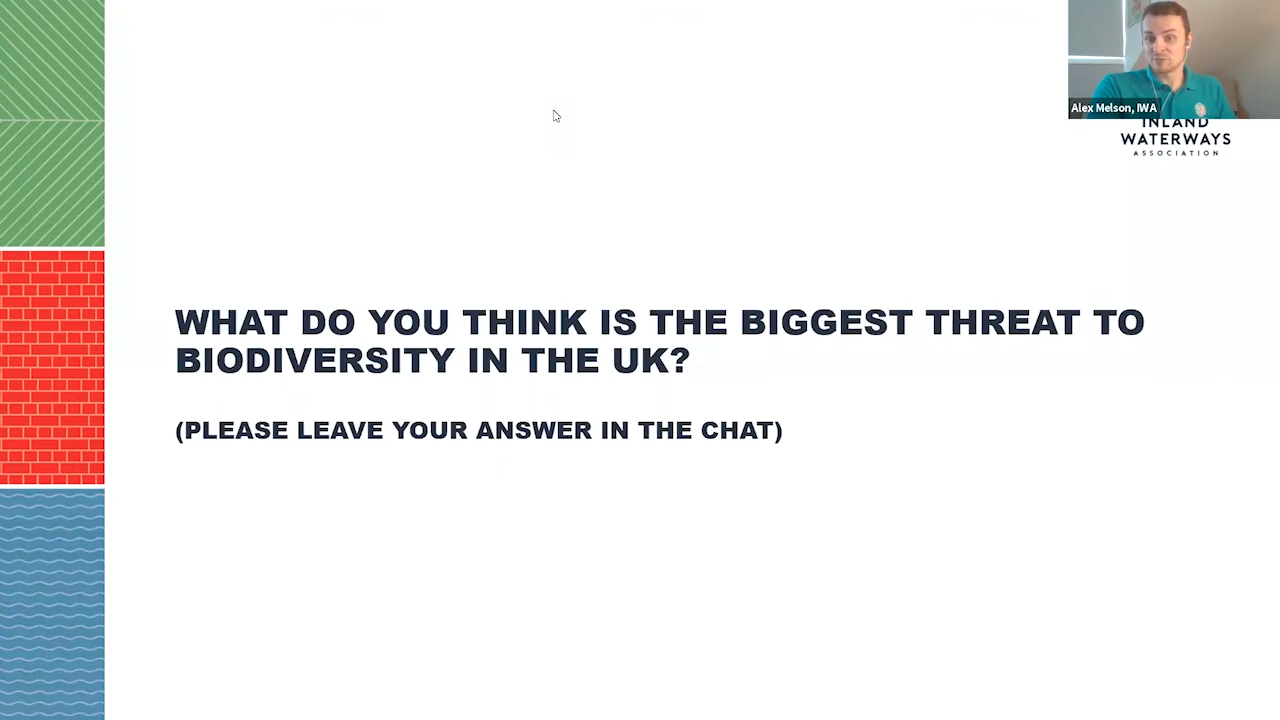 Alex Melson, IWA
INLAND
WATERWAYS
ASSOCIATION
WHAT DO YOU THINK IS THE BIGGEST THREAT TO
BIODIVERSITY IN THE UK?
(PLEASE LEAVE YOUR ANSWER IN THE CHAT)